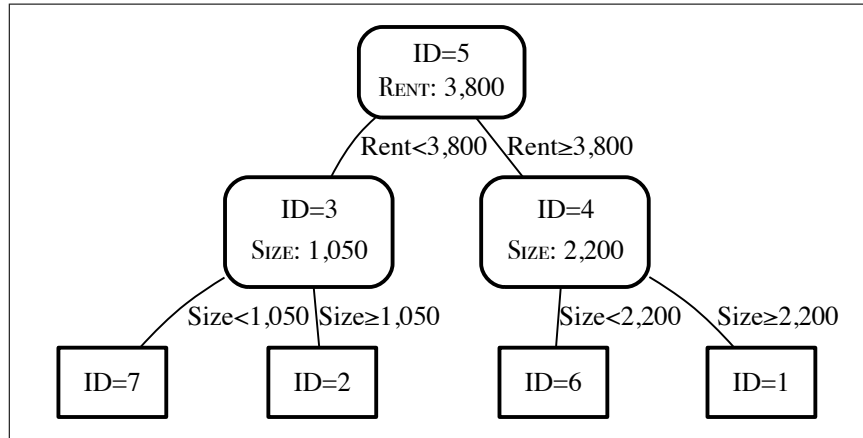 ID=5
RENT: 3,800
Rent<3,800
Rent≥3,800
ID=3
SIZE: 1,050
ID=4
SIZE: 2,200
Size<1,050
Size≥1,050
Size<2,200
Size≥2,200
ID=7
ID=2
ID=6
ID=1